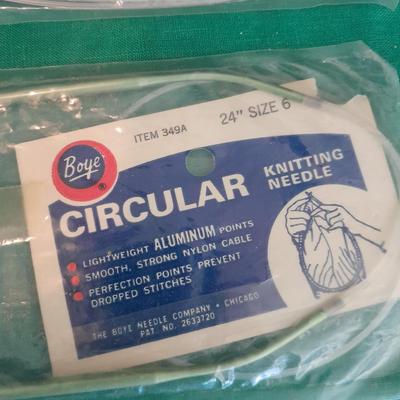 ITEM 349A
24" SIZE 6
Boye®
CIRCULAR KNITTING NEEDLE
LIGHTWEIGHT ALUMINUM POINTS
SMOOTH, STRONG NYLON CABLE
PERFECTION POINTS PREVENT
DROPPED STITCHES
THE BOYE NEEDLE COMPANY • CHICAGO
PAT. NO. 2633720